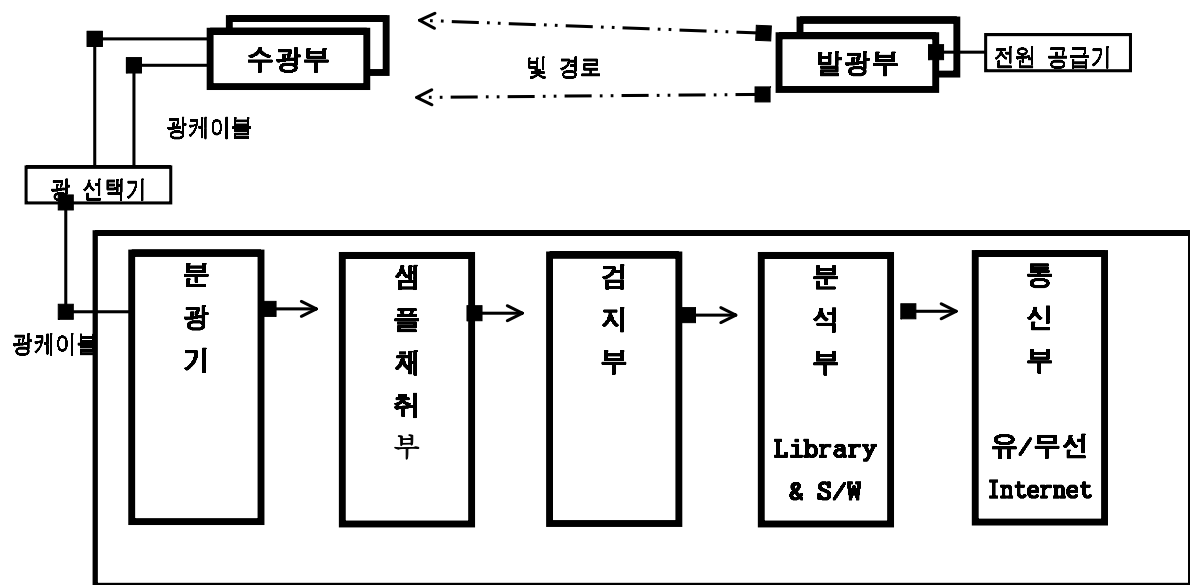 수광부
빛 경로
발광부
전원 공급기
광케이블
광 선택기
광케이블
분
광
기
샘
플
채
취
부
검
지
부
분
석
부
Library
& S/W
통
신
부
유/무선
Internet